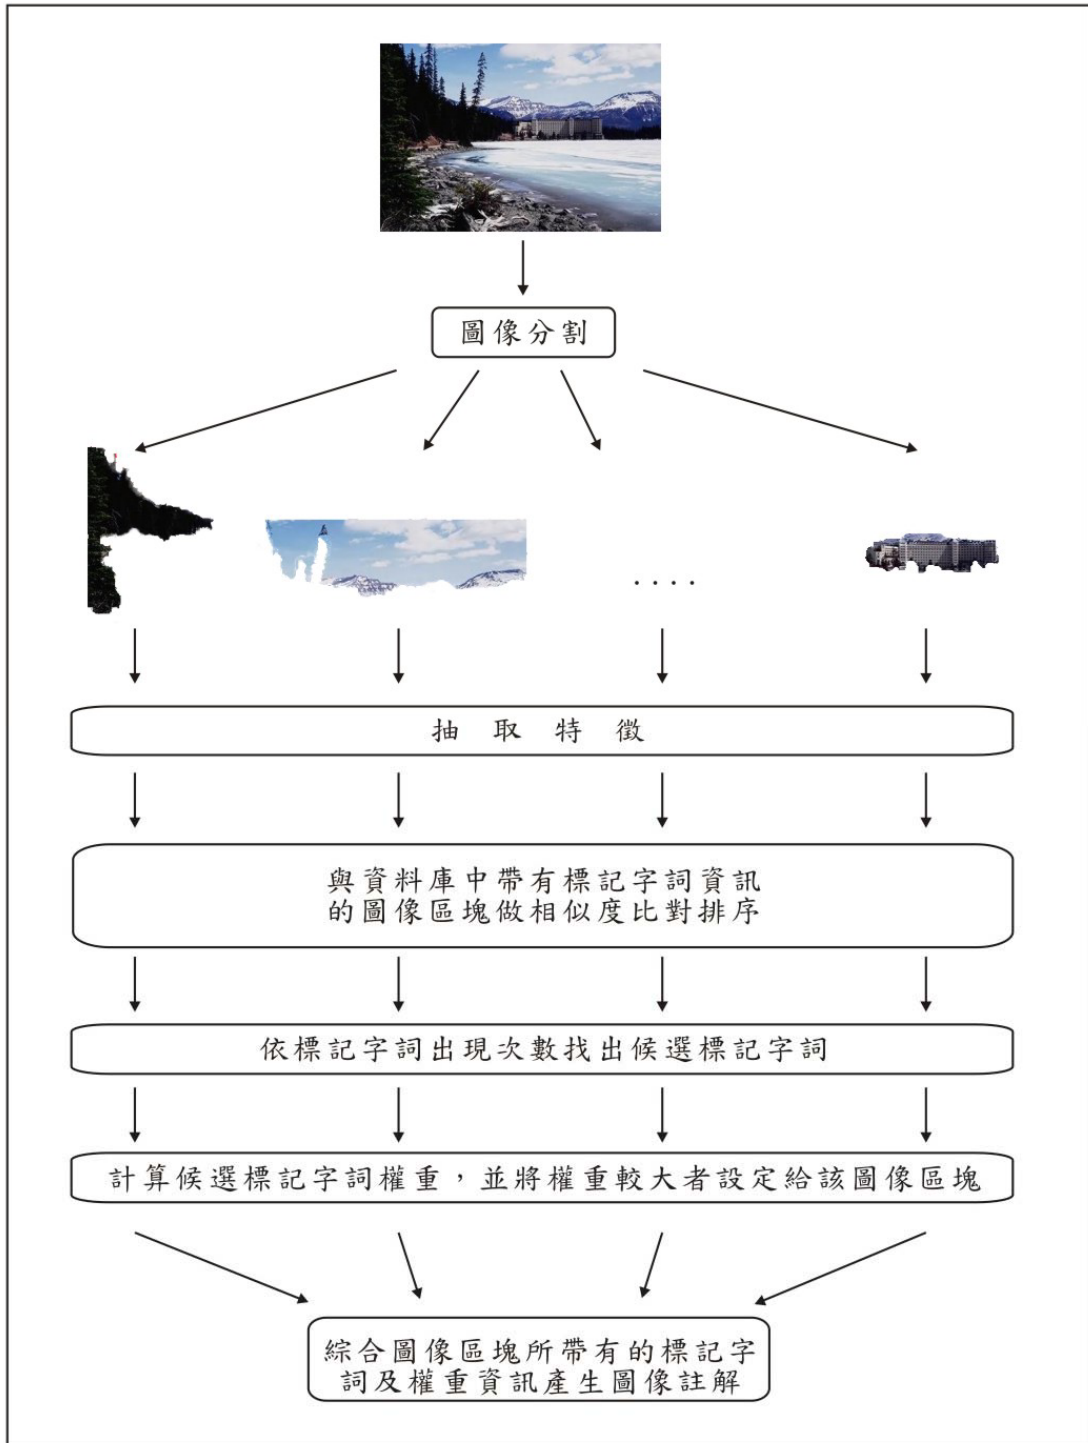 圖像分割
....
抽取特徵
與資料庫中帶有標記字詞資訊
的圖像區塊做相似度比對排序
依標記字詞出現次數找出候選標記字詞
計算候選標記字詞權重，並將權重較大者設定給該圖像區塊
綜合圖像區塊所帶有的標記字
詞及權重資訊產生圖像註解